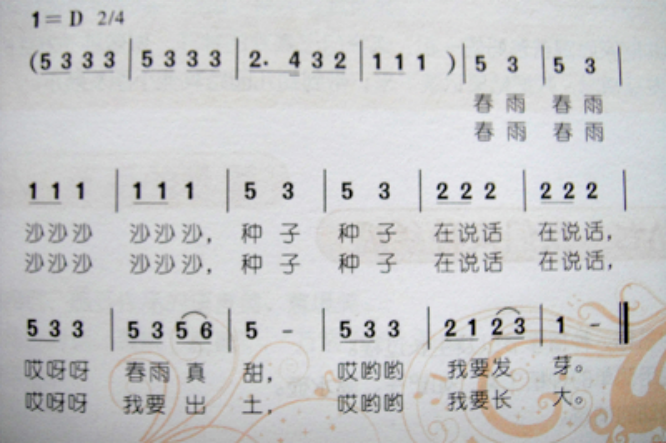 1= D 2/4
(5 3 3 3 | 5 3 3 3 | 2. 4 3 2 | 1 1 1 ) | 5 3 | 5 3 |
春 雨 春 雨
春 雨 春 雨
1 1 1 | 1 1 1 | 5 3 | 5 3 | 2 2 2 | 2 2 2 |
沙沙沙 沙沙沙, 种 子 种 子 在说话 在说话,
沙沙沙 沙沙沙, 种 子 种 子 在说话 在说话,
5 3 3 | 5 3 5 6 | 5 - | 5 3 3 | 2 1 2 3 | 1 - ‖
哎呀呀 春雨 真 甜, 哎哟哟 我要发 芽。
哎呀呀 我要 出 土, 哎哟哟 我要长 大。